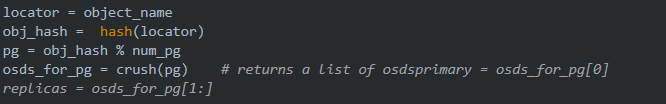 locator = object_name
obj_hash =  hash(locator)
pg = obj_hash % num_pg
osds_for_pg = crush(pg)    # returns a list of osdsprimary = osds_for_pg[0]
replicas = osds_for_pg[1:]